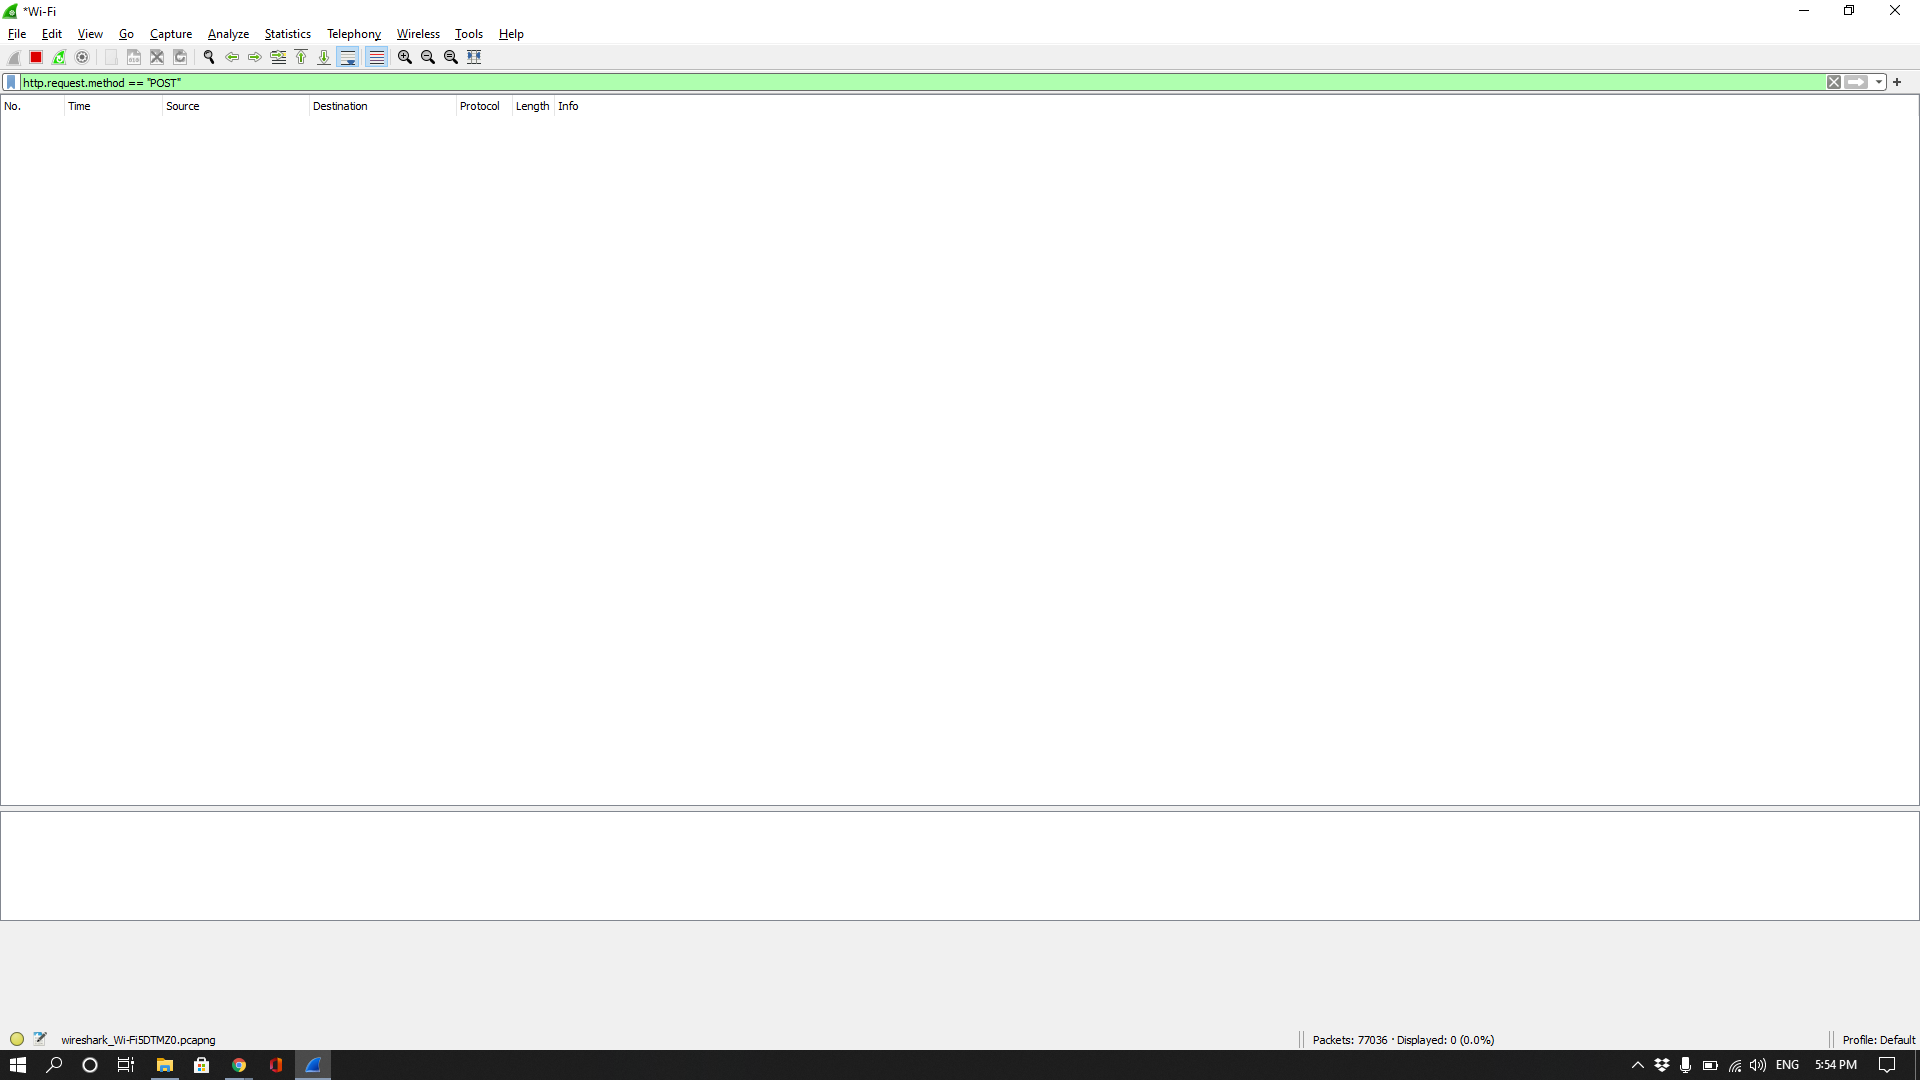 *Wi-Fi
File Edit View Go Capture Analyze Statistics Telephony Wireless Tools Help
http.request.method == "POST"
No. Time Source Destination Protocol Length Info
wireshark_Wi-Fi5DTMZ0.pcapng Packets: 77036 · Displayed: 0 (0.0%) Profile: Default
ENG 5:54 PM